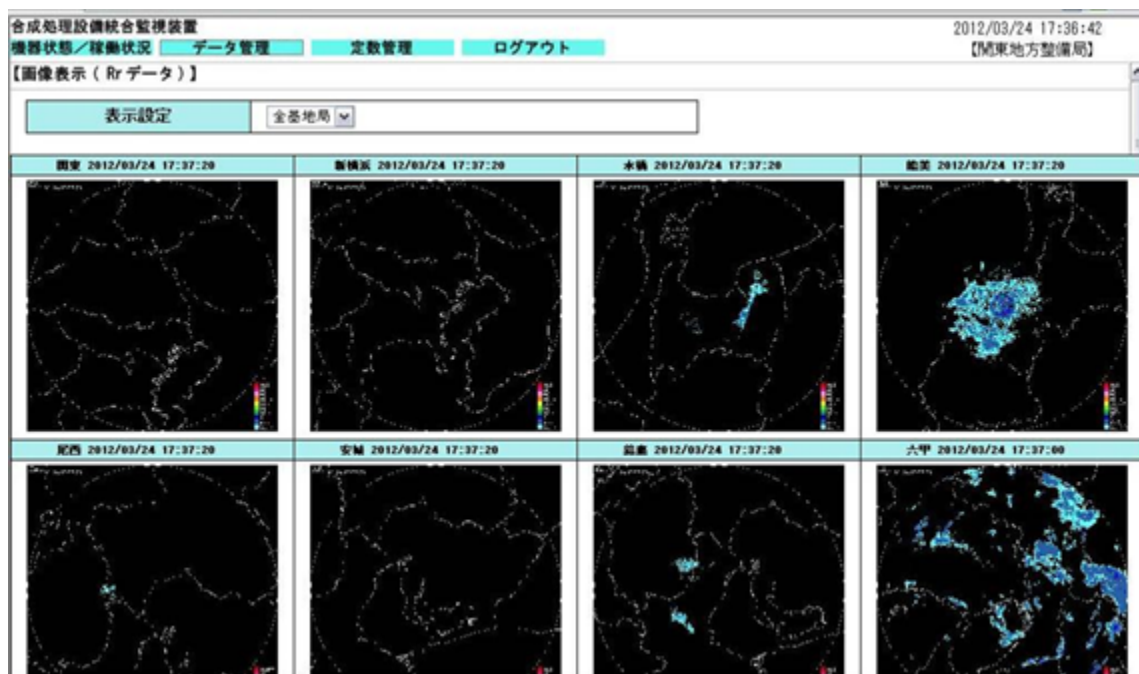 合成処理設備統合監視装置
2012/03/24 17:36:42
機器状態／稼働状況 データ管理 定数管理 ログアウト
【関東地方整備局】
【画像表示（Rrデータ）】
表示設定 全基地局
関東 2012/03/24 17:37:20
新横浜 2012/03/24 17:37:20
水橋 2012/03/24 17:37:20
能美 2012/03/24 17:37:20
尾西 2012/03/24 17:37:20
安城 2012/03/24 17:37:20
鈴鹿 2012/03/24 17:37:20
六甲 2012/03/24 17:37:00